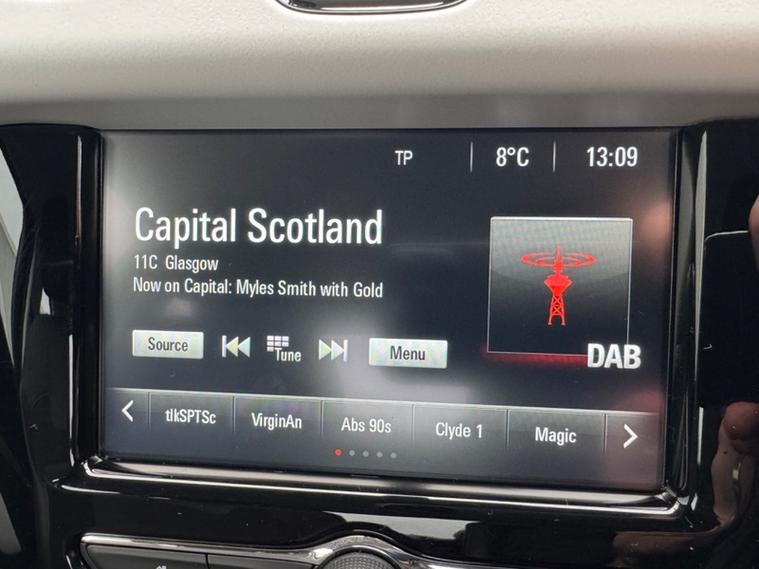 TP 8°C 13:09
Capital Scotland
11C Glasgow
Now on Capital: Myles Smith with Gold
DAB
Source Tune Menu
tlkSPTSc VirginAn Abs 90s Clyde 1 Magic